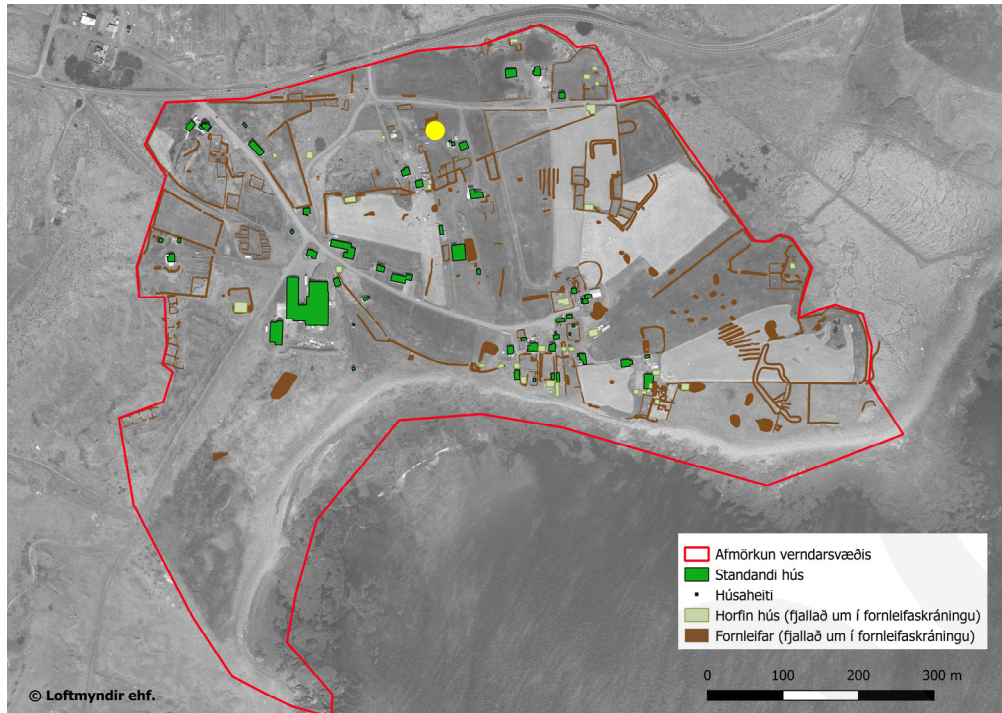 Afmörkun verndarsvæðis
Standandi hús
Húsaheiti
Horfin hús (fjallað um í fornleifaskráningu)
Fornleifar (fjallað um í fornleifaskráningu)
0 100 200 300 m
© Loftmyndir ehf.